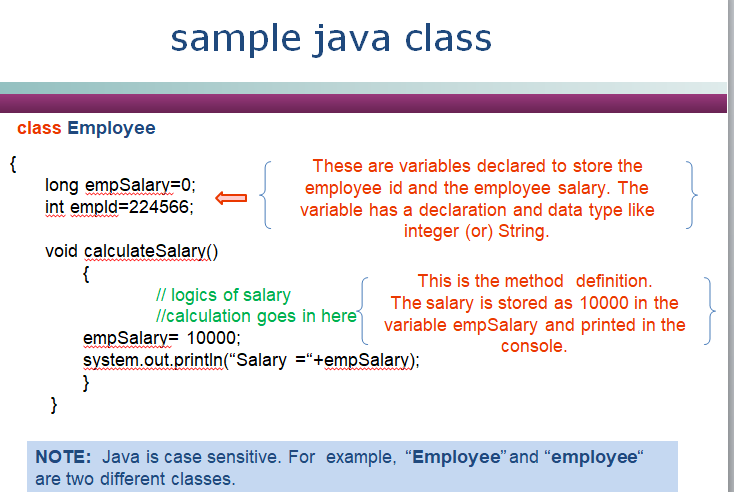 sample java class
class Employee
{
long empSalary=0;
int empId=224566;
These are variables declared to store the
employee id and the employee salary. The
variable has a declaration and data type like
integer (or) String.
void calculateSalary()
{
// logics of salary
//calculation goes in here
This is the method definition.
The salary is stored as 10000 in the
variable empSalary and printed in the
console.
empSalary= 10000;
system.out.println(“Salary =“+empSalary);
}
}
NOTE: Java is case sensitive. For example, “Employee” and “employee“
are two different classes.